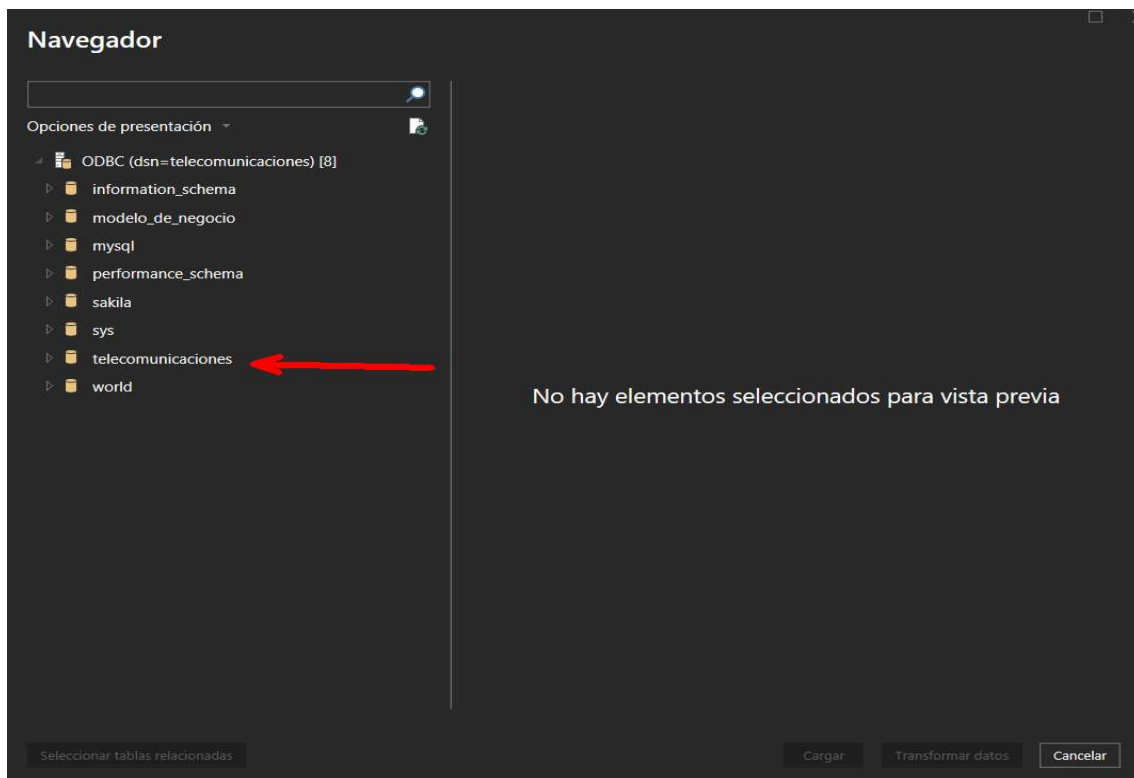 Navegador
Opciones de presentación
ODBC (dsn=telecomunicaciones) [8]
information_schema
modelo_de_negocio
mysql
performance_schema
sakila
sys
telecomunicaciones
world
No hay elementos seleccionados para vista previa
Seleccionar tablas relacionadas
Cargar
Transformar datos
Cancelar